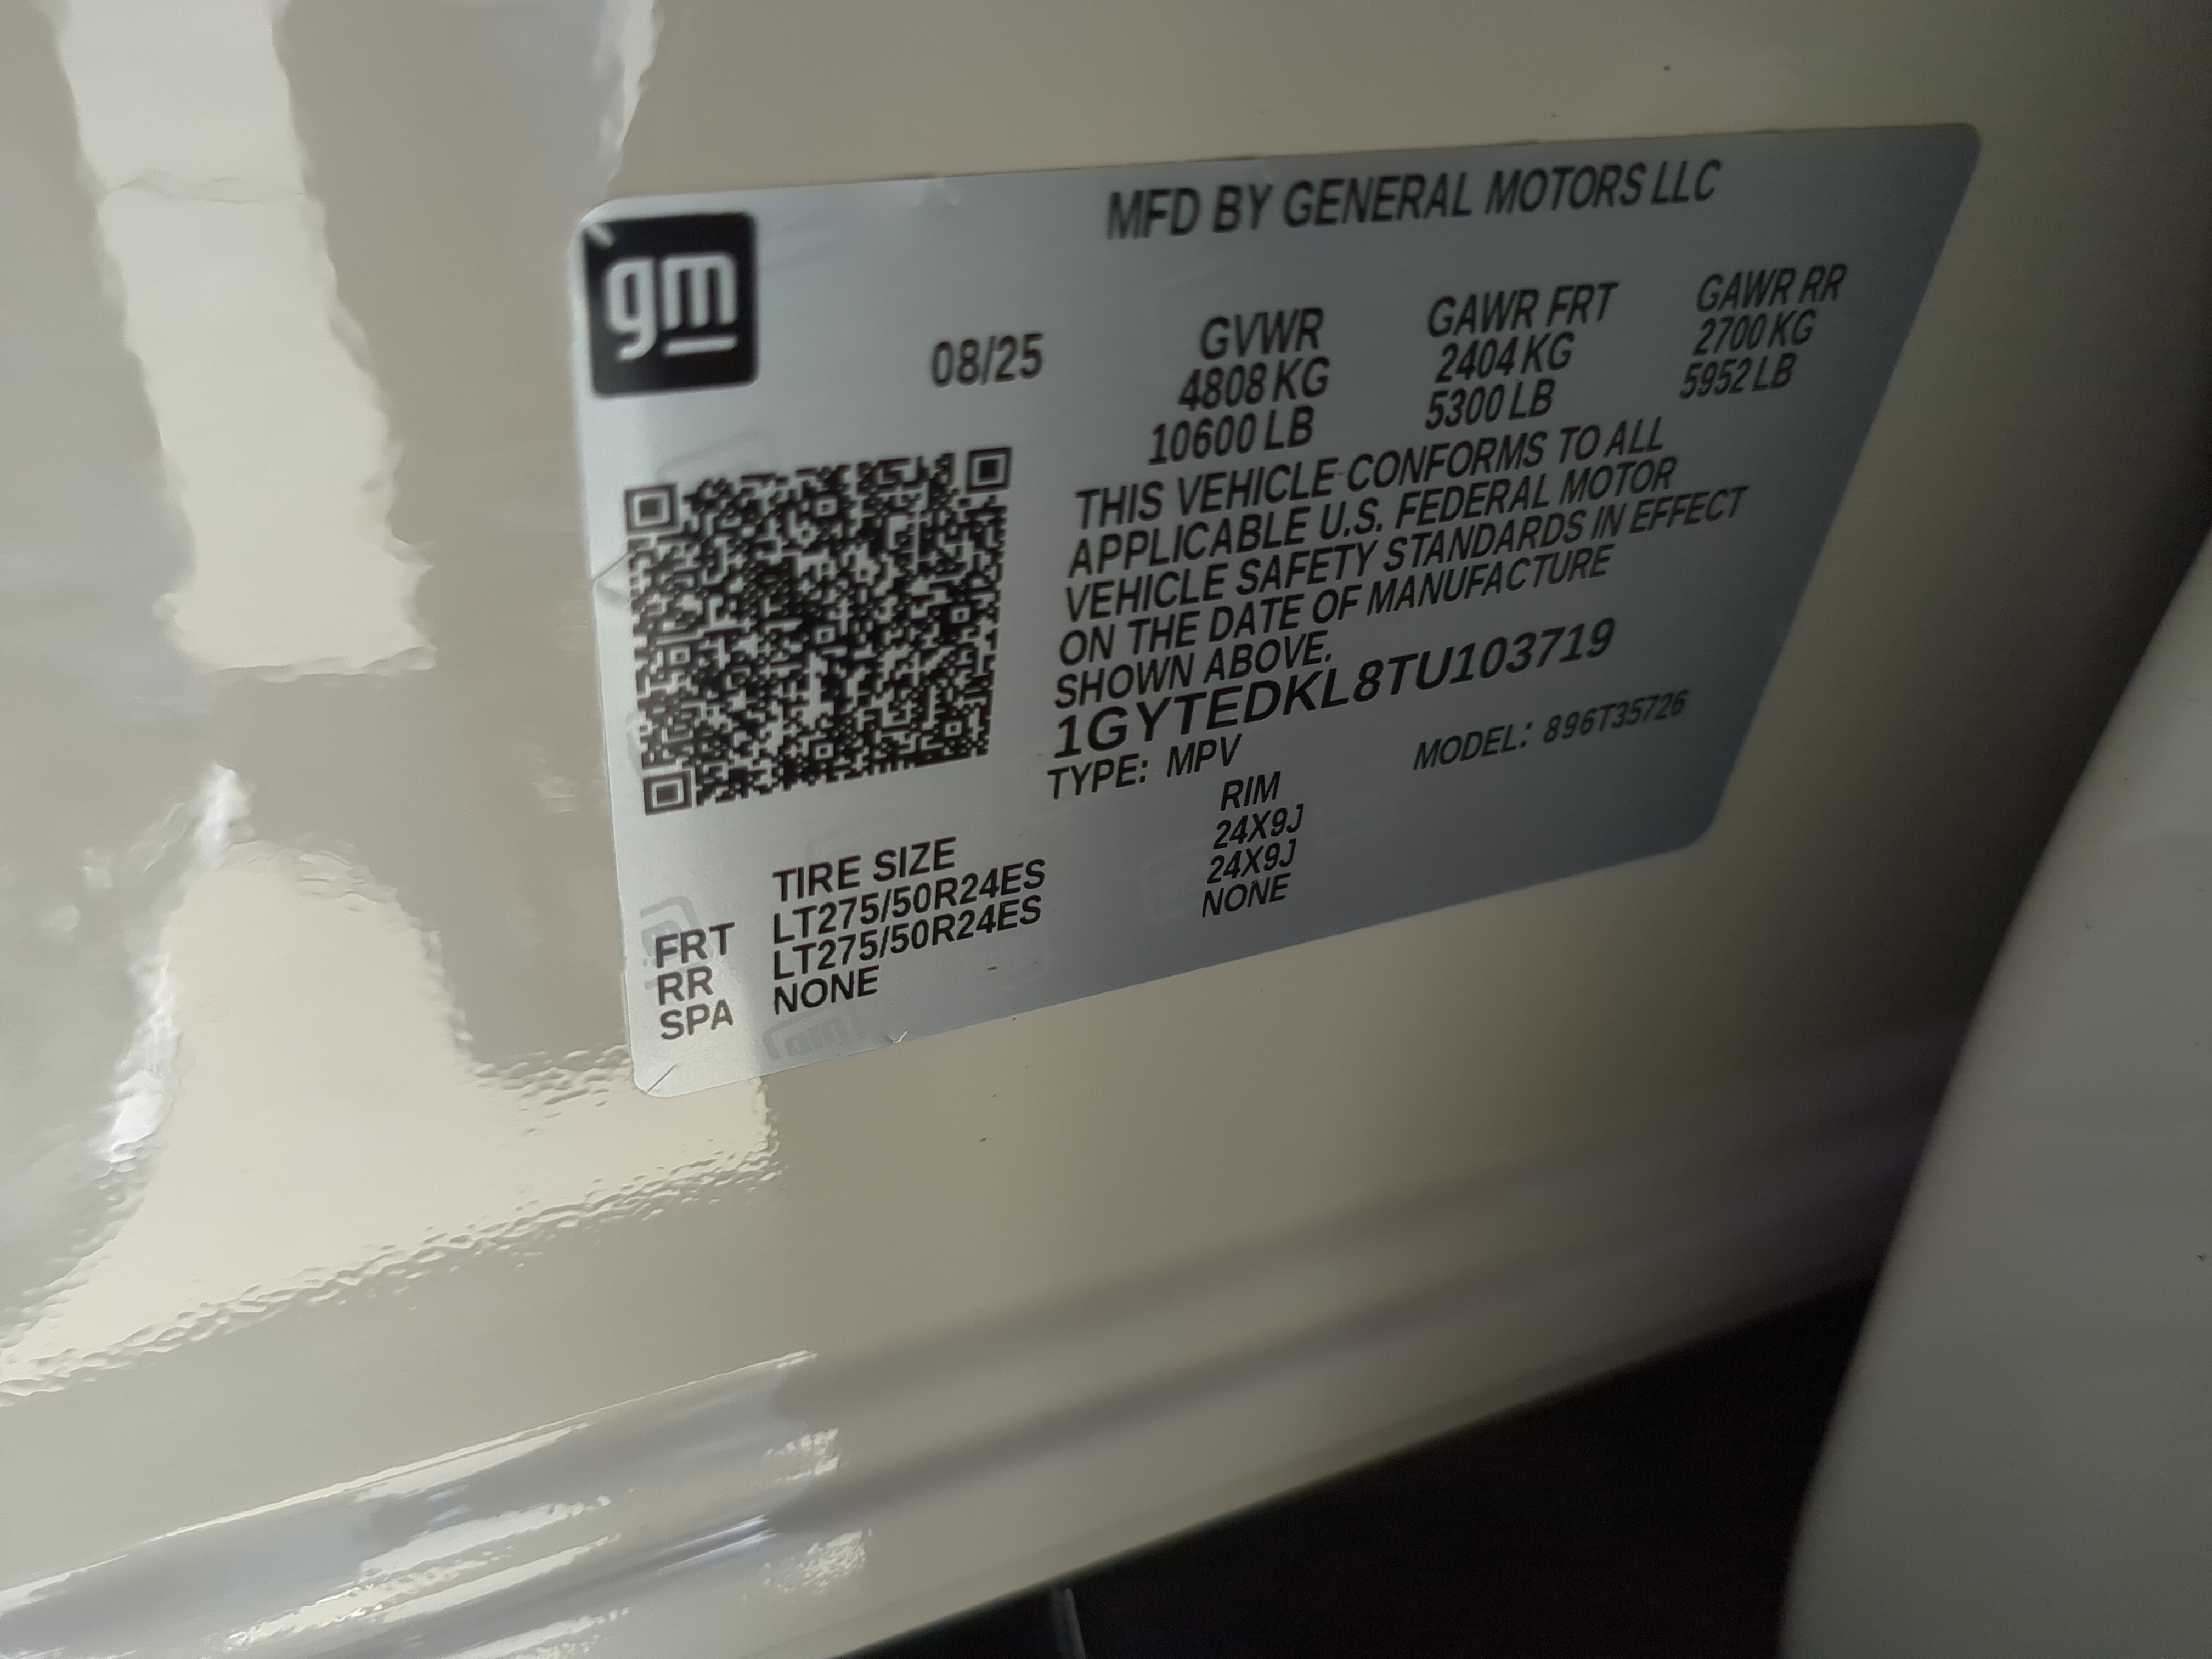 gm
MFD BY GENERAL MOTORS LLC
08/25
GVWR GAWR FRT GAWR RR
4808 KG 2404 KG 2700 KG
10600 LB 5300 LB 5952 LB
THIS VEHICLE CONFORMS TO ALL
APPLICABLE U.S. FEDERAL MOTOR
VEHICLE SAFETY STANDARDS IN EFFECT
ON THE DATE OF MANUFACTURE
SHOWN ABOVE.
1GYTEDKL8TU103719
TYPE: MPV MODEL: 896T35726
TIRE SIZE RIM
FRT LT275/50R24ES 24X9J
RR LT275/50R24ES 24X9J
SPA NONE NONE
gm